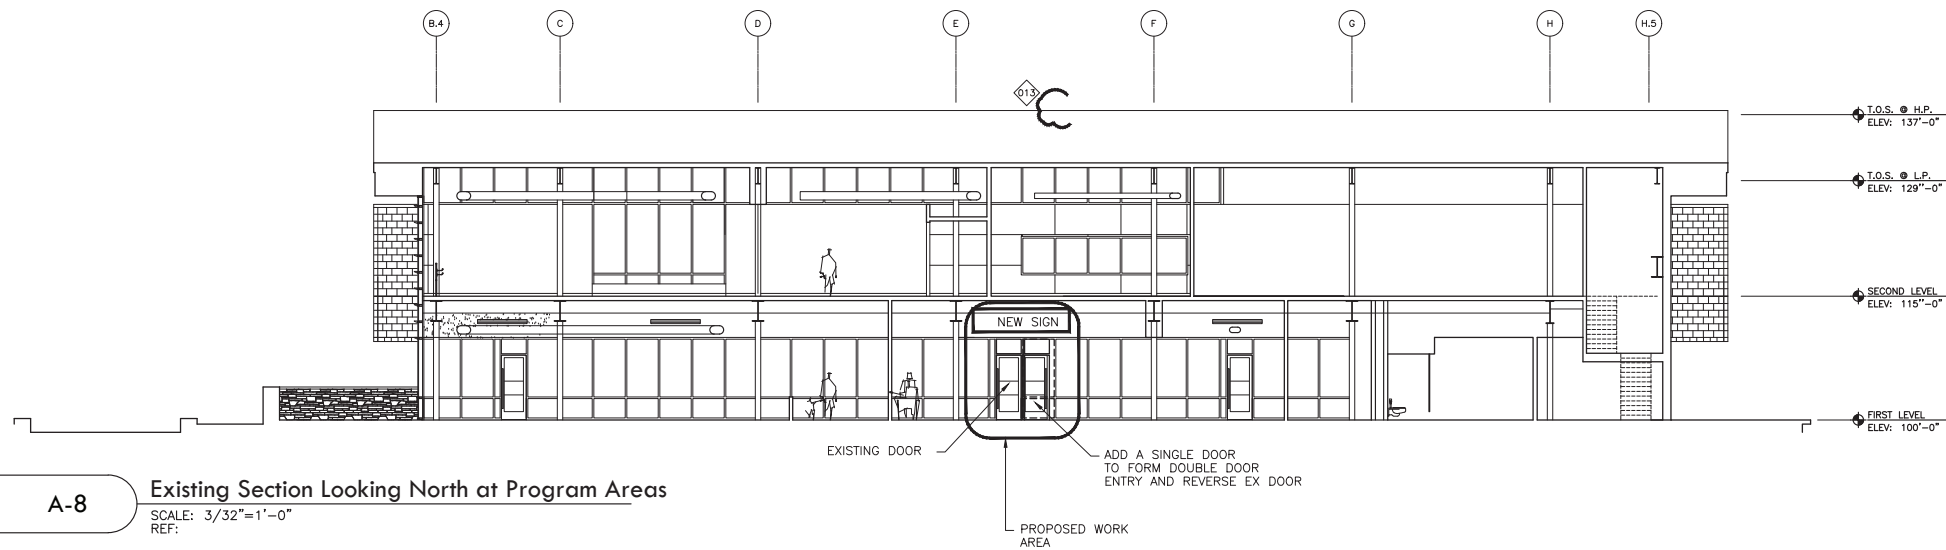 B.4 C D E F G H H.5
013
T.O.S. @ H.P.
ELEV: 137'-0"
T.O.S. @ L.P.
ELEV: 129"-0"
SECOND LEVEL
ELEV: 115"-0"
NEW SIGN
FIRST LEVEL
ELEV: 100'-0"
EXISTING DOOR
ADD A SINGLE DOOR
TO FORM DOUBLE DOOR
ENTRY AND REVERSE EX DOOR
PROPOSED WORK
AREA
A-8
Existing Section Looking North at Program Areas
SCALE: 3/32"=1'-0"
REF: